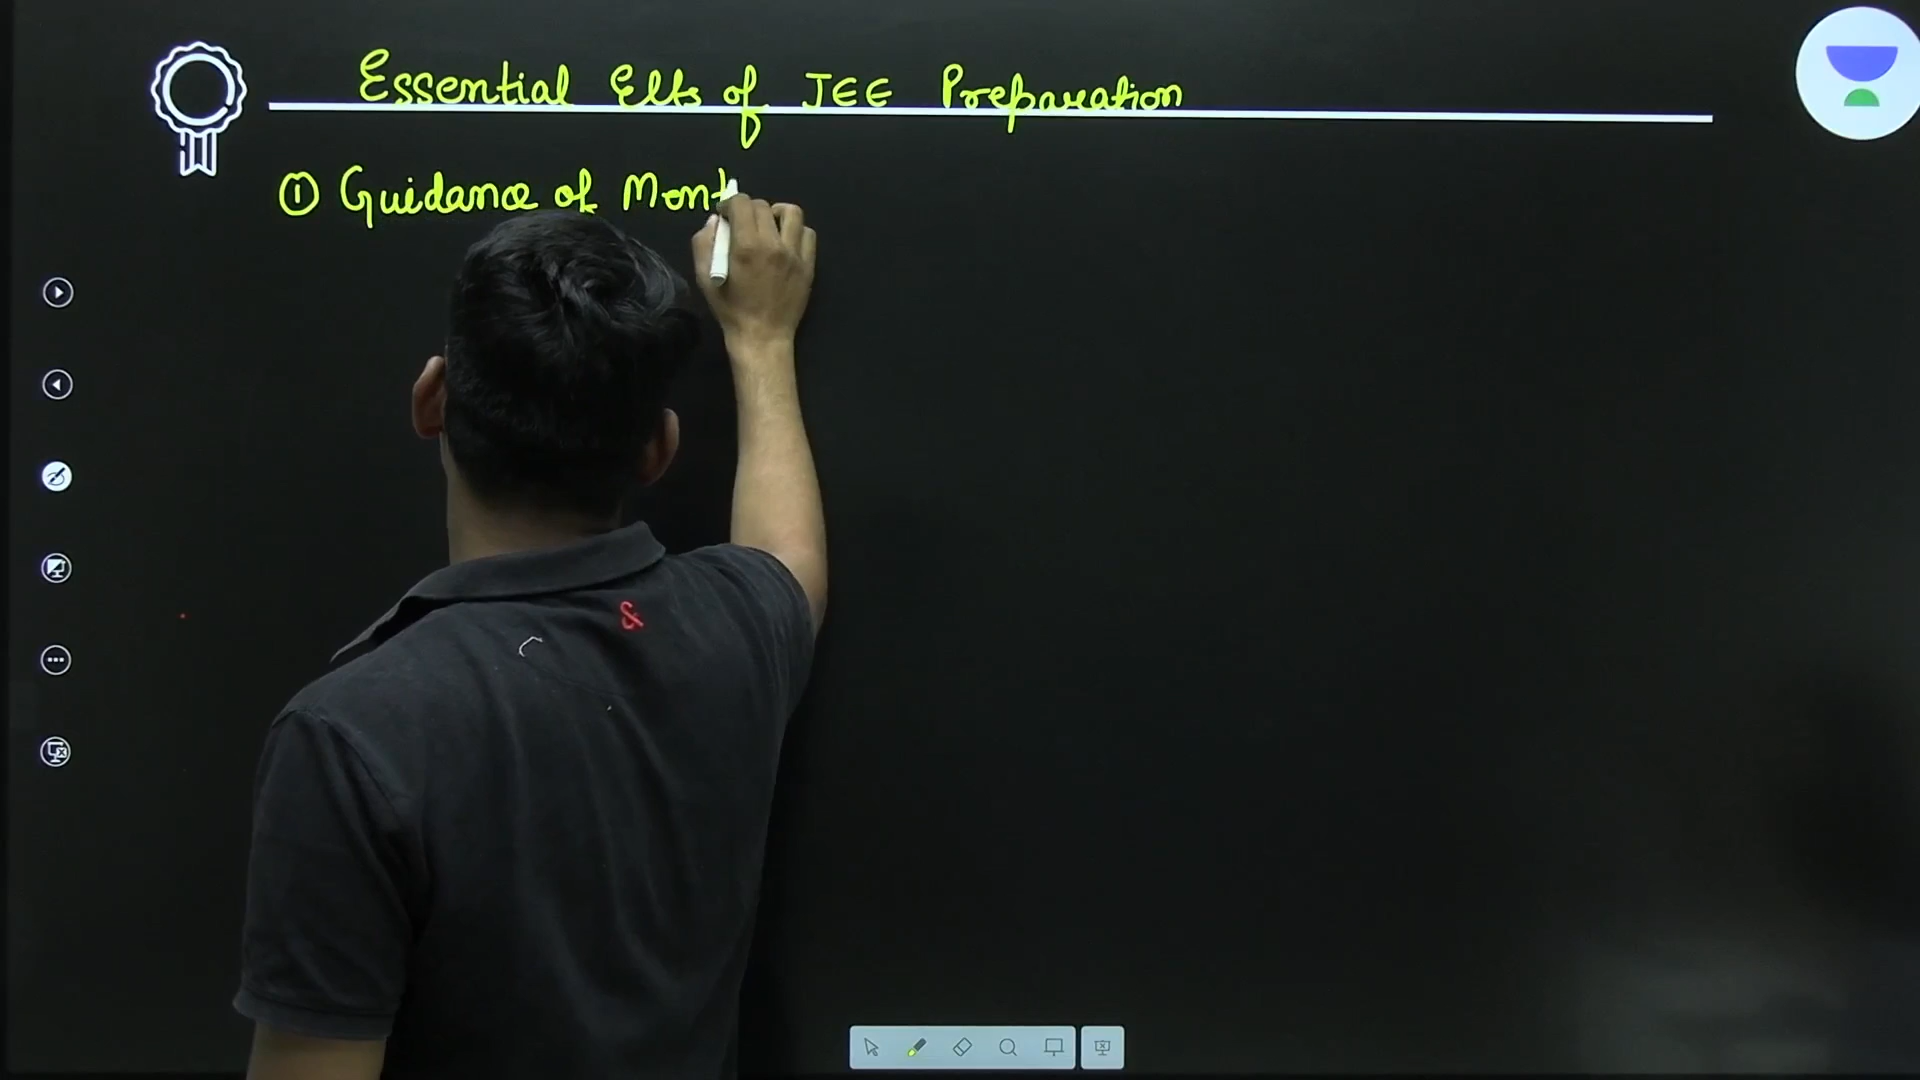 Essential Elts of JEE Preparation
① Guidance of Ment
&